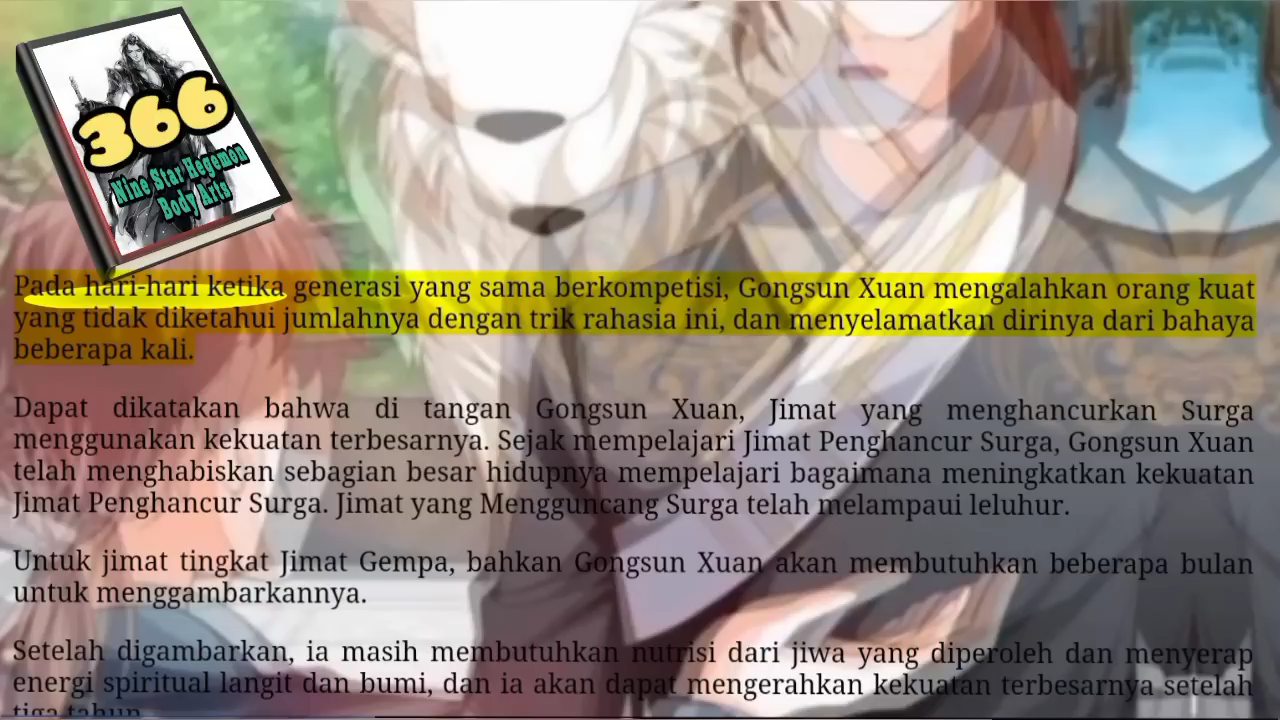 366
Nine Star Hegemon
Body Arts
Pada hari-hari ketika generasi yang sama berkompetisi, Gongsun Xuan mengalahkan orang kuat
yang tidak diketahui jumlahnya dengan trik rahasia ini, dan menyelamatkan dirinya dari bahaya
beberapa kali.
Dapat dikatakan bahwa di tangan Gongsun Xuan, Jimat yang menghancurkan Surga
menggunakan kekuatan terbesarnya. Sejak mempelajari Jimat Penghancur Surga, Gongsun Xuan
telah menghabiskan sebagian besar hidupnya mempelajari bagaimana meningkatkan kekuatan
Jimat Penghancur Surga. Jimat yang Mengguncang Surga telah melampaui leluhur.
Untuk jimat tingkat Jimat Gempa, bahkan Gongsun Xuan akan membutuhkan beberapa bulan
untuk menggambarkannya.
Setelah digambarkan, ia masih membutuhkan nutrisi dari jiwa yang diperoleh dan menyerap
energi spiritual langit dan bumi, dan ia akan dapat mengerahkan kekuatan terbesarnya setelah
tiga tahun.